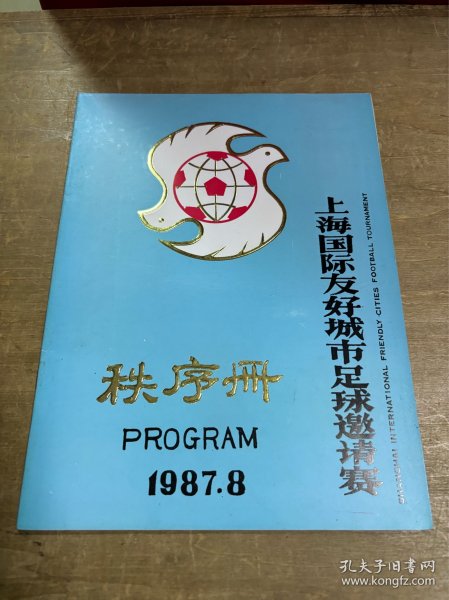 上海国际友好城市足球邀请赛
SHANGHAI INTERNATIONAL FRIENDLY CITIES FOOTBALL TOURNAMENT
秩序册
PROGRAM
1987.8
孔夫子旧书网
www.kongfz.com